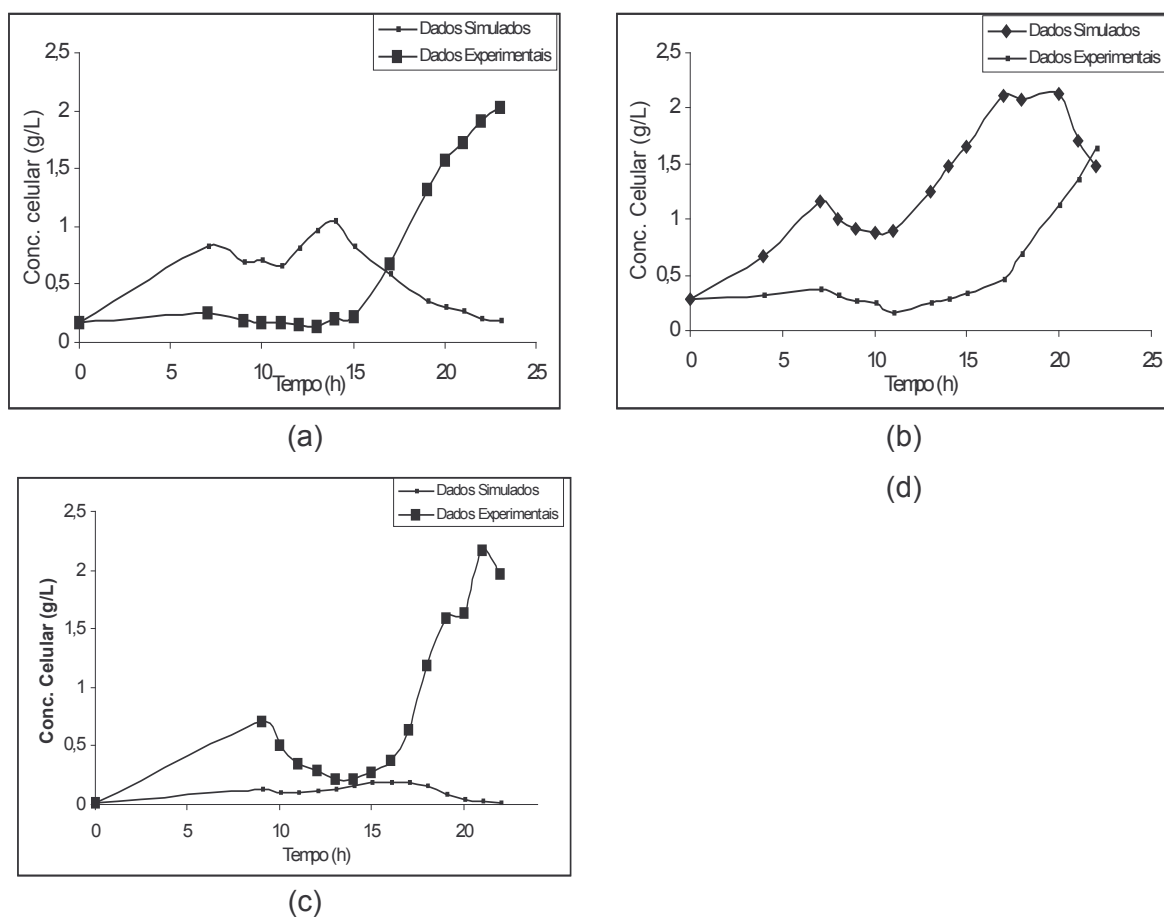 Dados Simulados
Dados Experimentais
2,5
2
1,5
1
0,5
0
Conc. celular (g/L)
0 5 10 15 20 25
Tempo (h)
(a)
Dados Simulados
Dados Experimentais
2,5
2
1,5
1
0,5
0
Conc. Celular (g/L)
0 5 10 15 20 25
Tempo (h)
(b)
(d)
Dados Simulados
Dados Experimentais
2,5
2
1,5
1
0,5
0
Conc. Celular (g/L)
0 5 10 15 20
Tempo (h)
(c)